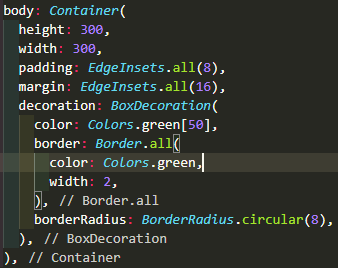 body: Container(
  height: 300,
  width: 300,
  padding: EdgeInsets.all(8),
  margin: EdgeInsets.all(16),
  decoration: BoxDecoration(
    color: Colors.green[50],
    border: Border.all(
      color: Colors.green,
      width: 2,
    ), // Border.all
    borderRadius: BorderRadius.circular(8),
  ), // BoxDecoration
), // Container